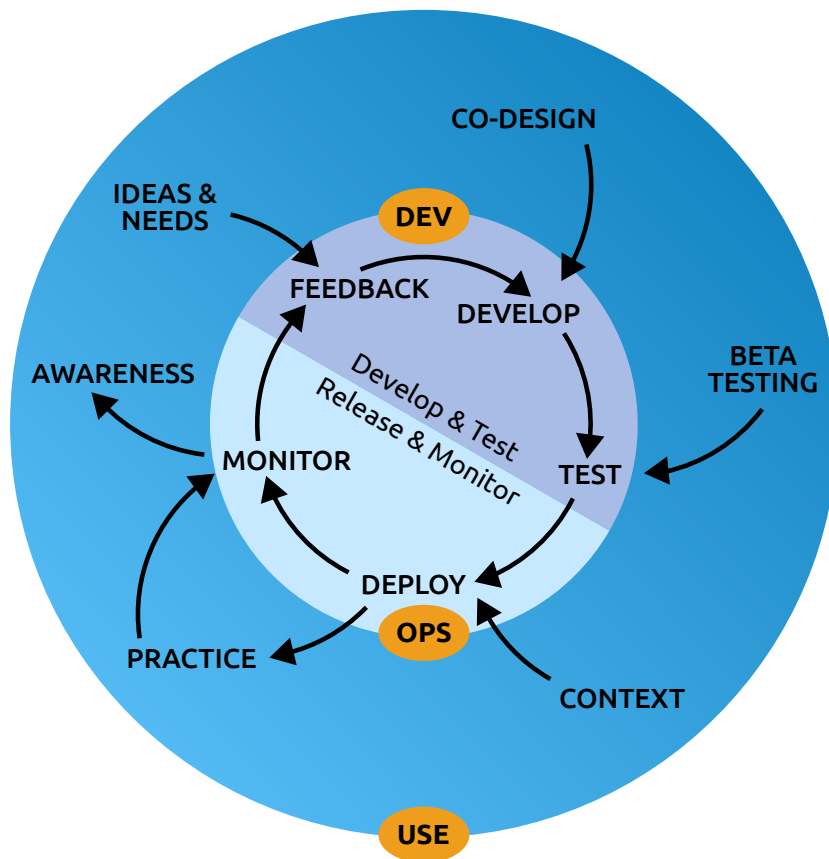 CO-DESIGN
IDEAS &
NEEDS
DEV
FEEDBACK
DEVELOP
BETA
TESTING
AWARENESS
Develop & Test
Release & Monitor
MONITOR
TEST
DEPLOY
OPS
PRACTICE
CONTEXT
USE